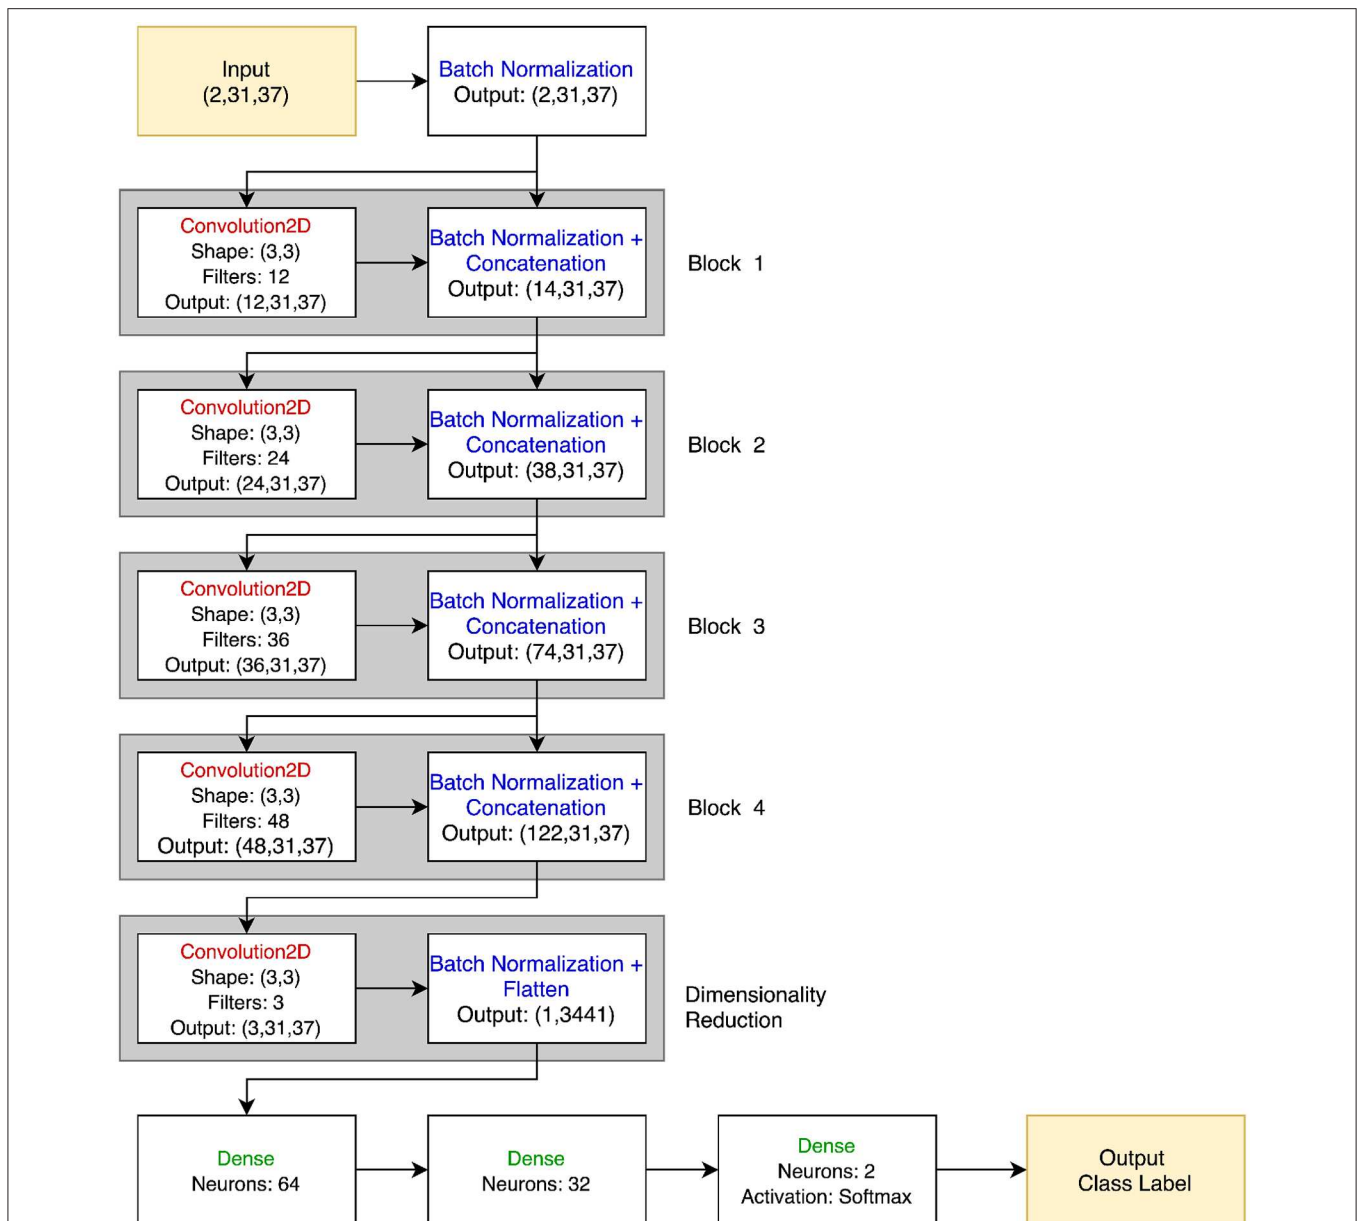 Input
(2,31,37)
Batch Normalization
Output: (2,31,37)
Convolution2D
Shape: (3,3)
Filters: 12
Output: (12,31,37)
Batch Normalization +
Concatenation
Output: (14,31,37)
Block 1
Convolution2D
Shape: (3,3)
Filters: 24
Output: (24,31,37)
Batch Normalization +
Concatenation
Output: (38,31,37)
Block 2
Convolution2D
Shape: (3,3)
Filters: 36
Output: (36,31,37)
Batch Normalization +
Concatenation
Output: (74,31,37)
Block 3
Convolution2D
Shape: (3,3)
Filters: 48
Output: (48,31,37)
Batch Normalization +
Concatenation
Output: (122,31,37)
Block 4
Convolution2D
Shape: (3,3)
Filters: 3
Output: (3,31,37)
Batch Normalization +
Flatten
Output: (1,3441)
Dimensionality
Reduction
Dense
Neurons: 64
Dense
Neurons: 32
Dense
Neurons: 2
Activation: Softmax
Output
Class Label